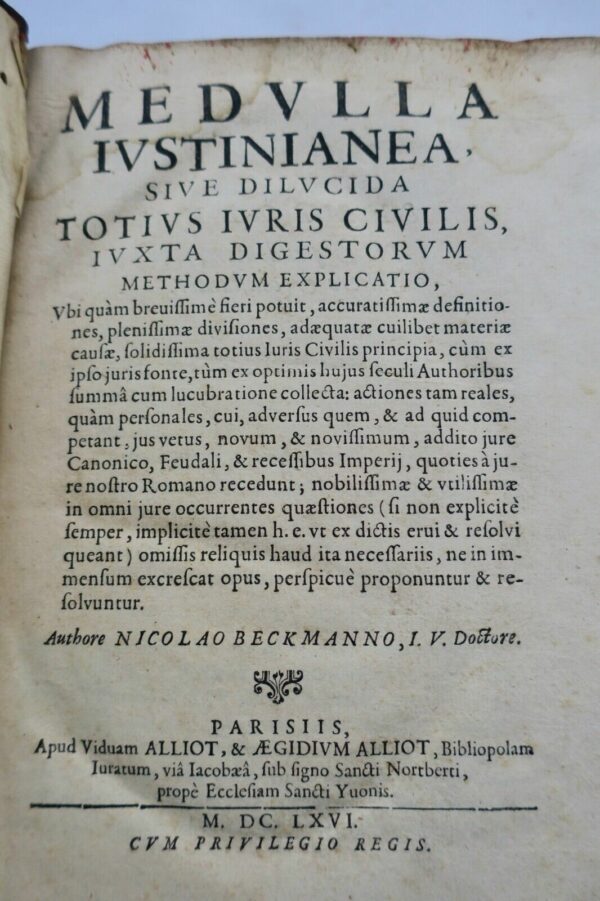 MEDVLLA
IVSTINIANEA,
SIVE DILVCIDA
TOTIVS IVRIS CIVILIS,
IVXTA DIGESTORVM
METHODVM EXPLICATIO,
Vbi quàm breuiſſimè fieri potuit, accuratiſſimæ definitio-
nes, pleniſſimæ diviſiones, adæquatæ cuilibet materiæ
cauſæ, ſolidiſſima totius Iuris Civilis principia, cùm ex
ipſo juris fonte, tùm ex optimis hujus ſeculi Authoribus
ſummâ cum lucubratione collecta: actiones tam reales,
quàm perſonales, cui, adverſus quem, & ad quid com-
petant, jus vetus, novum, & noviſſimum, addito jure
Canonico, Feudali, & receſſibus Imperij, quoties à ju-
re noſtro Romano recedunt; nobiliſſimæ & vtiliſſimæ
in omni jure occurrentes quæſtiones (ſi non explicitè
ſemper, implicitè tamen h. e. vt ex dictis erui & reſolvi
queant) omiſſis reliquis haud ita neceſſariis, ne in im-
menſum excreſcat opus, perſpicuè proponuntur & re-
ſolvuntur.
Authore NICOLAO BECKMANNO, I. V. Doctore.
PARISIIS,
Apud Viduam ALLIOT, & ÆGIDIVM ALLIOT, Bibliopolam
Iuratum, viâ Iacobæâ, ſub ſigno Sancti Nortberti,
propè Eccleſiam Sancti Yuonis.
M. DC. LXVI.
CVM PRIVILEGIO REGIS.